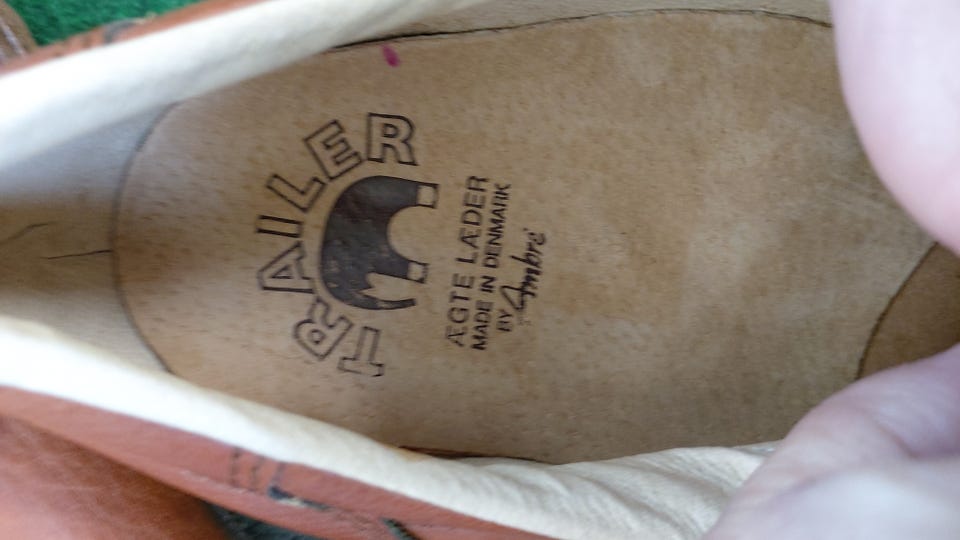 TRAILER
ÆGTE LÆDER
MADE IN DENMARK
BY Ambré